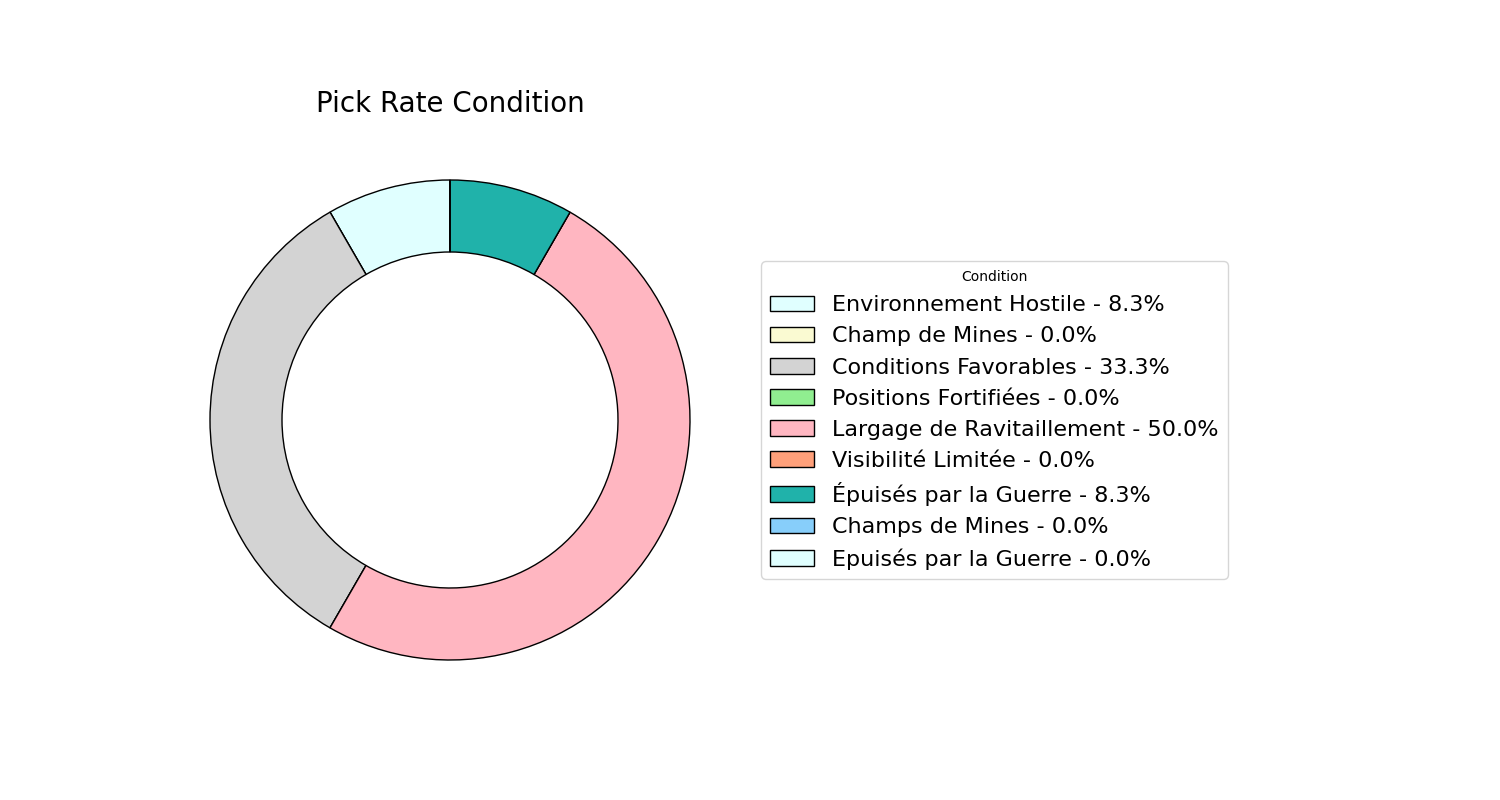 Pick Rate Condition
Condition
Environnement Hostile - 8.3%
Champ de Mines - 0.0%
Conditions Favorables - 33.3%
Positions Fortifiées - 0.0%
Largage de Ravitaillement - 50.0%
Visibilité Limitée - 0.0%
Épuisés par la Guerre - 8.3%
Champs de Mines - 0.0%
Epuisés par la Guerre - 0.0%